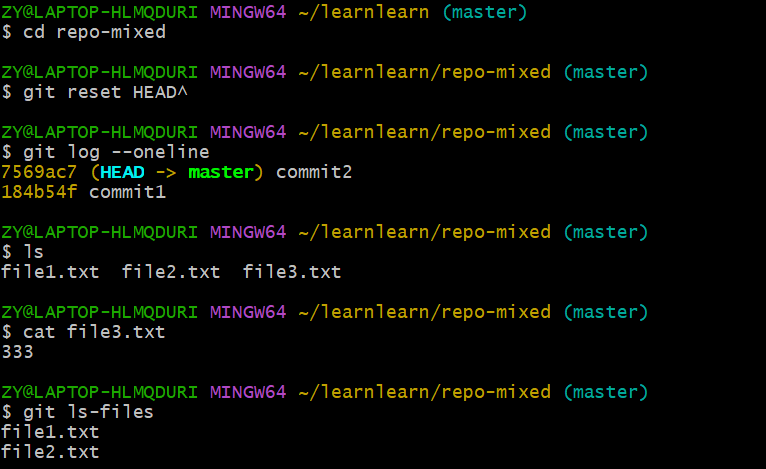 ZY@LAPTOP-HLMQDURI MINGW64 ~/learnlearn (master)
$ cd repo-mixed
ZY@LAPTOP-HLMQDURI MINGW64 ~/learnlearn/repo-mixed (master)
$ git reset HEAD^
ZY@LAPTOP-HLMQDURI MINGW64 ~/learnlearn/repo-mixed (master)
$ git log --oneline
7569ac7 (HEAD -> master) commit2
184b54f commit1
ZY@LAPTOP-HLMQDURI MINGW64 ~/learnlearn/repo-mixed (master)
$ ls
file1.txt  file2.txt  file3.txt
ZY@LAPTOP-HLMQDURI MINGW64 ~/learnlearn/repo-mixed (master)
$ cat file3.txt
333
ZY@LAPTOP-HLMQDURI MINGW64 ~/learnlearn/repo-mixed (master)
$ git ls-files
file1.txt
file2.txt